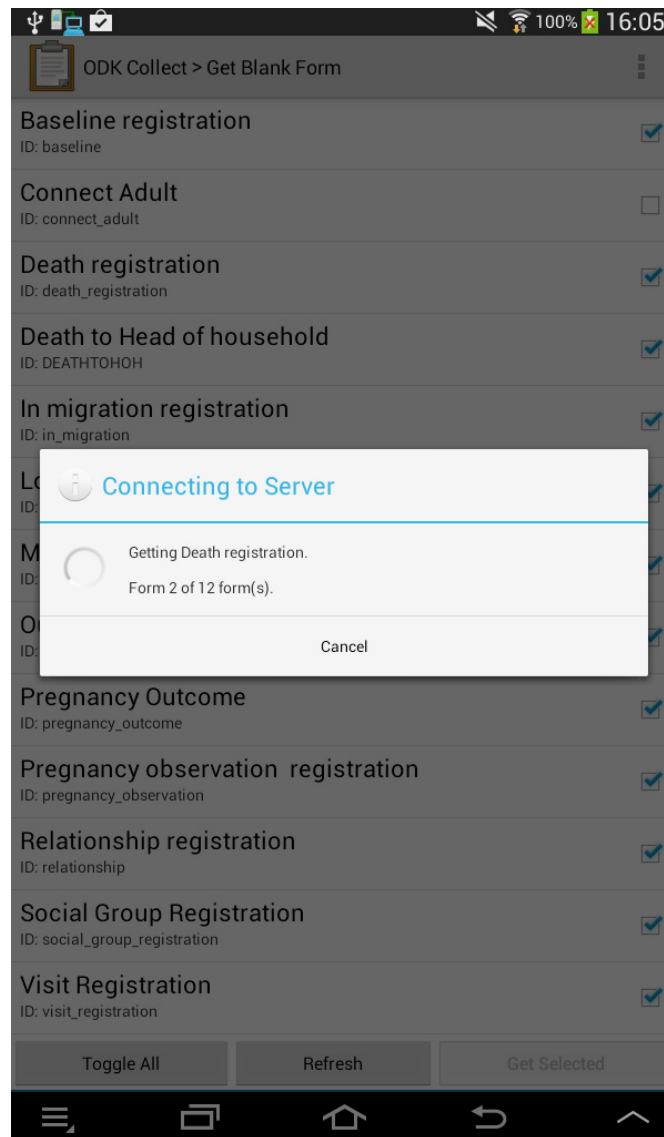 100% 16:05
ODK Collect > Get Blank Form
Baseline registration
ID: baseline
Connect Adult
ID: connect_adult
Death registration
ID: death_registration
Death to Head of household
ID: DEATHTOHOH
In migration registration
ID: in_migration
ID:
Connecting to Server
M
ID:
Getting Death registration.
Form 2 of 12 form(s).
ID:
Cancel
Pregnancy Outcome
ID: pregnancy_outcome
Pregnancy observation registration
ID: pregnancy_observation
Relationship registration
ID: relationship
Social Group Registration
ID: social_group_registration
Visit Registration
ID: visit_registration
Toggle All Refresh Get Selected